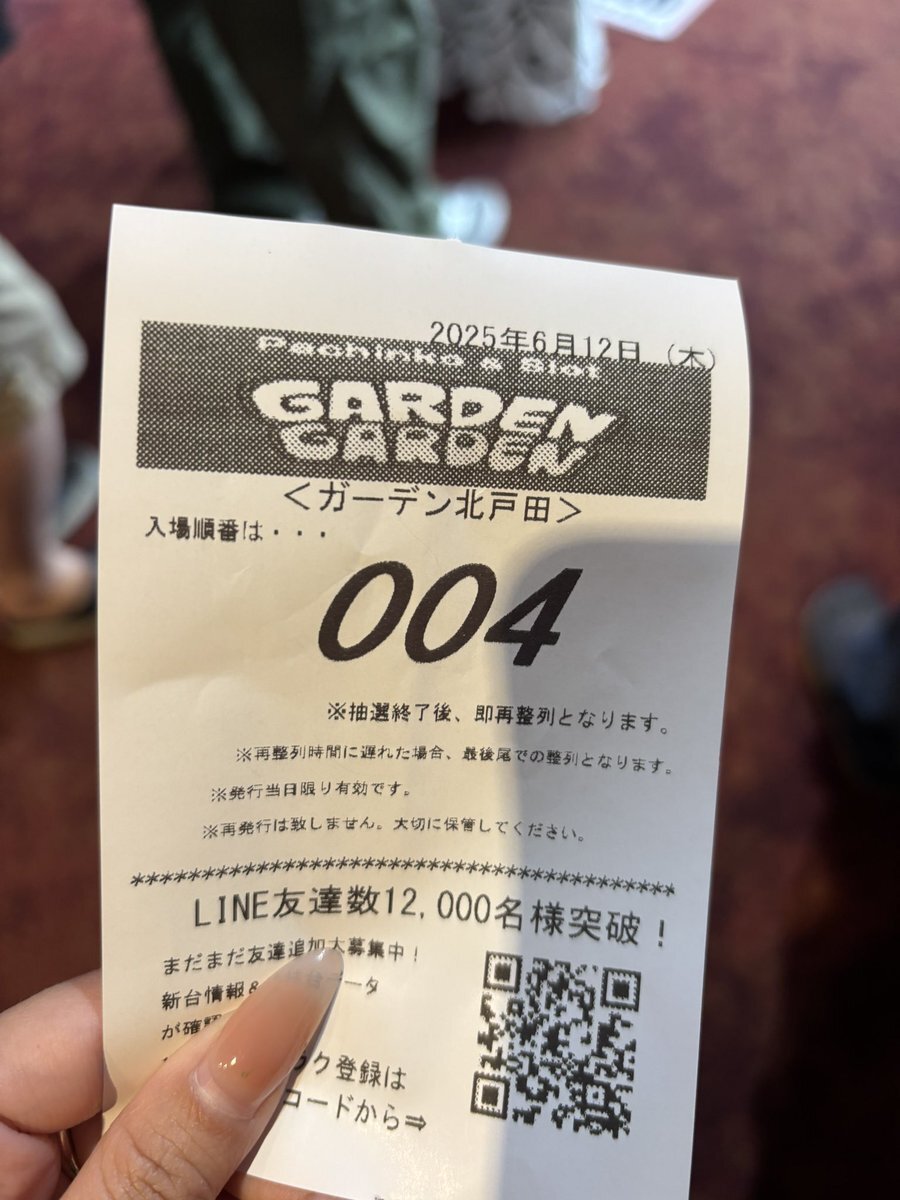 2025年6月12日 (木)
Pachinko & Slot
GARDEN
GARDEN
<ガーデン北戸田>
入場順番は・・・
004
※抽選終了後、即再整列となります。
※再整列時間に遅れた場合、最後尾での整列となります。
※発行当日限り有効です。
※再発行は致しません。大切に保管してください。
***************************************
LINE友達数12,000名様突破!
まだまだ友達追加大募集中!
新台情報& データ
が確認
ク登録は
コードから⇒